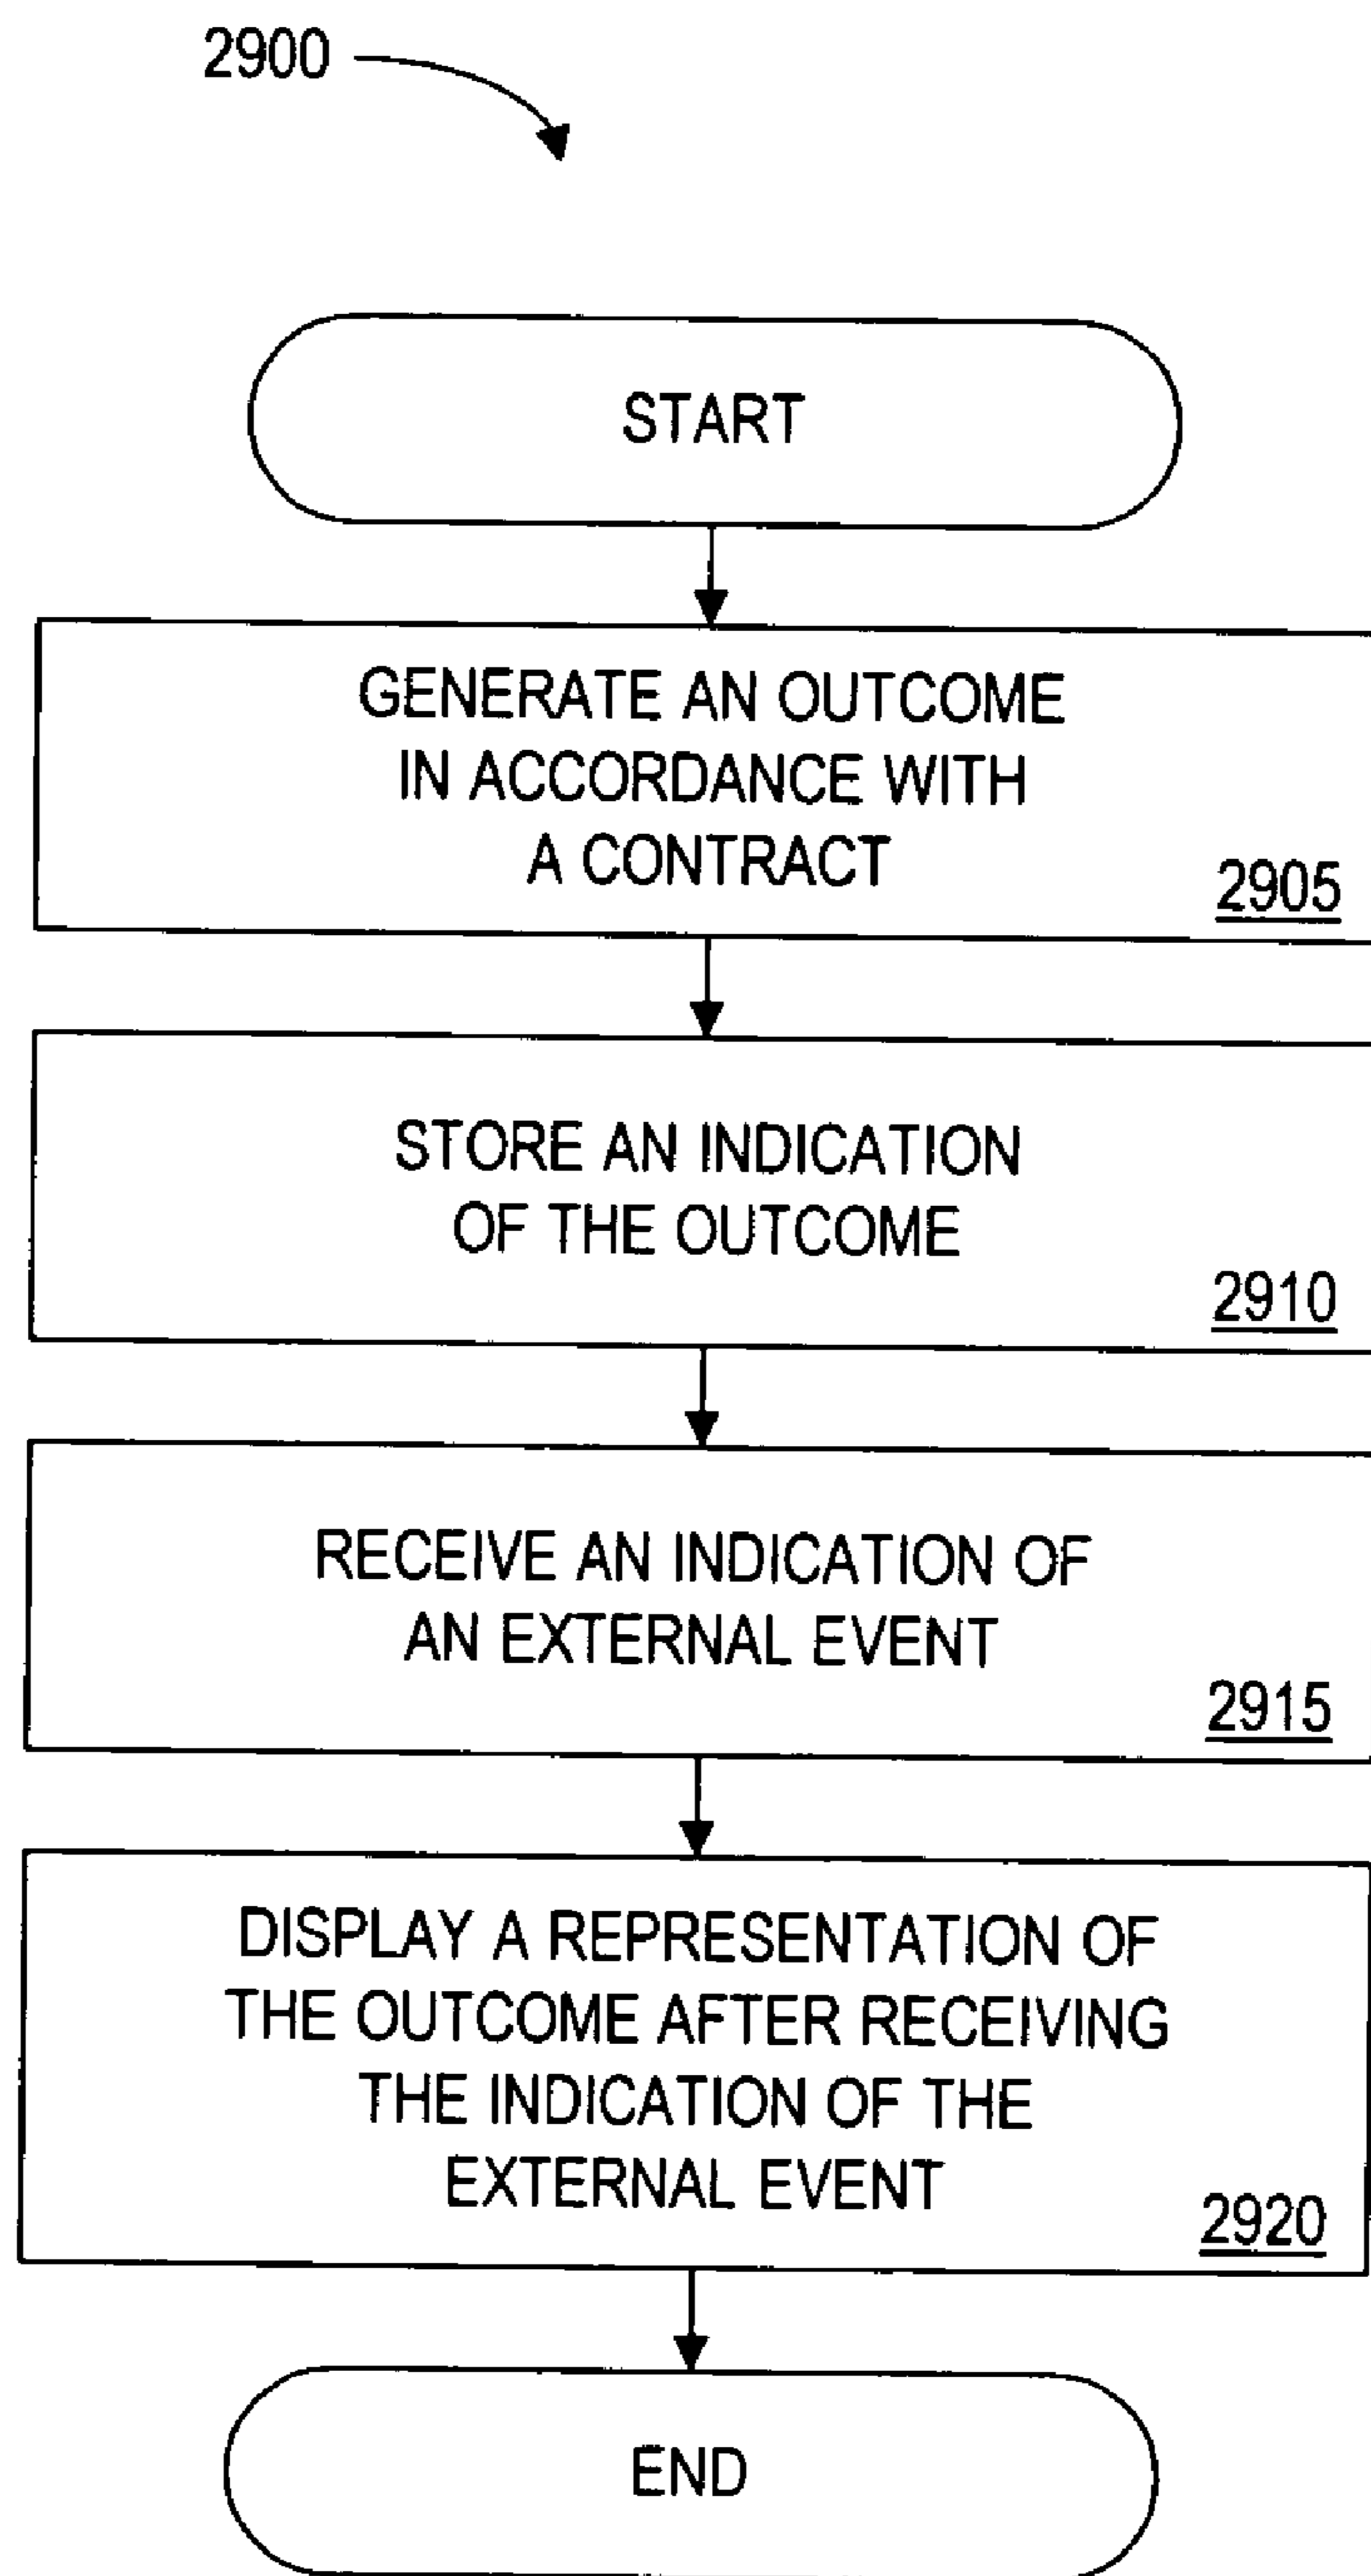 2900
START
GENERATE AN OUTCOME
IN ACCORDANCE WITH
A CONTRACT
2905
STORE AN INDICATION
OF THE OUTCOME
2910
RECEIVE AN INDICATION OF
AN EXTERNAL EVENT
2915
DISPLAY A REPRESENTATION OF
THE OUTCOME AFTER RECEIVING
THE INDICATION OF THE
EXTERNAL EVENT
2920
END